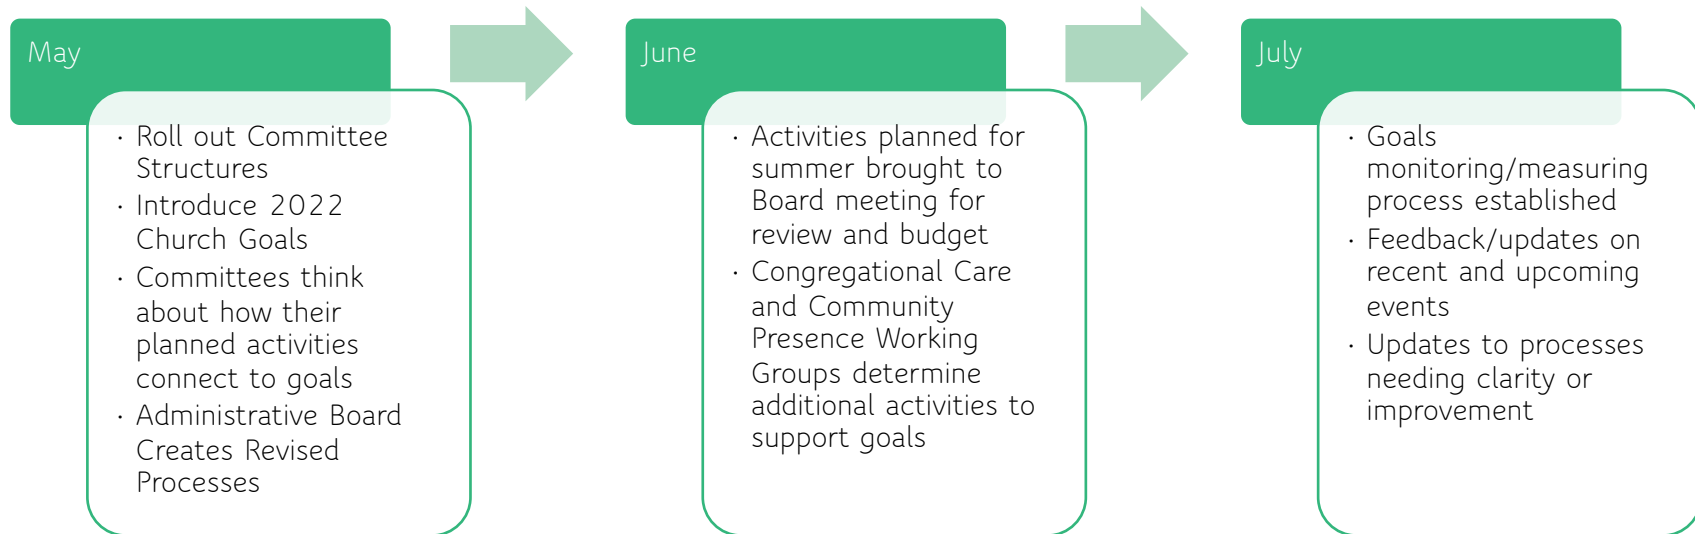 May
· Roll out Committee
Structures
· Introduce 2022
Church Goals
· Committees think
about how their
planned activities
connect to goals
· Administrative Board
Creates Revised
Processes
June
· Activities planned for
summer brought to
Board meeting for
review and budget
· Congregational Care
and Community
Presence Working
Groups determine
additional activities to
support goals
July
· Goals
monitoring/measuring
process established
· Feedback/updates on
recent and upcoming
events
· Updates to processes
needing clarity or
improvement